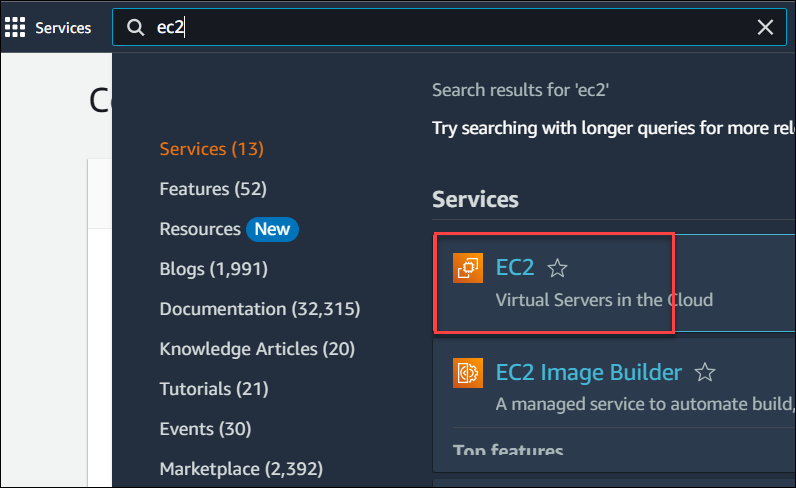 Services
ec2
Search results for 'ec2'
Try searching with longer queries for more rel
Services (13)
Features (52)
Resources New
Blogs (1,991)
Documentation (32,315)
Knowledge Articles (20)
Tutorials (21)
Events (30)
Marketplace (2,392)
Services
EC2
Virtual Servers in the Cloud
EC2 Image Builder
A managed service to automate build,
Top features